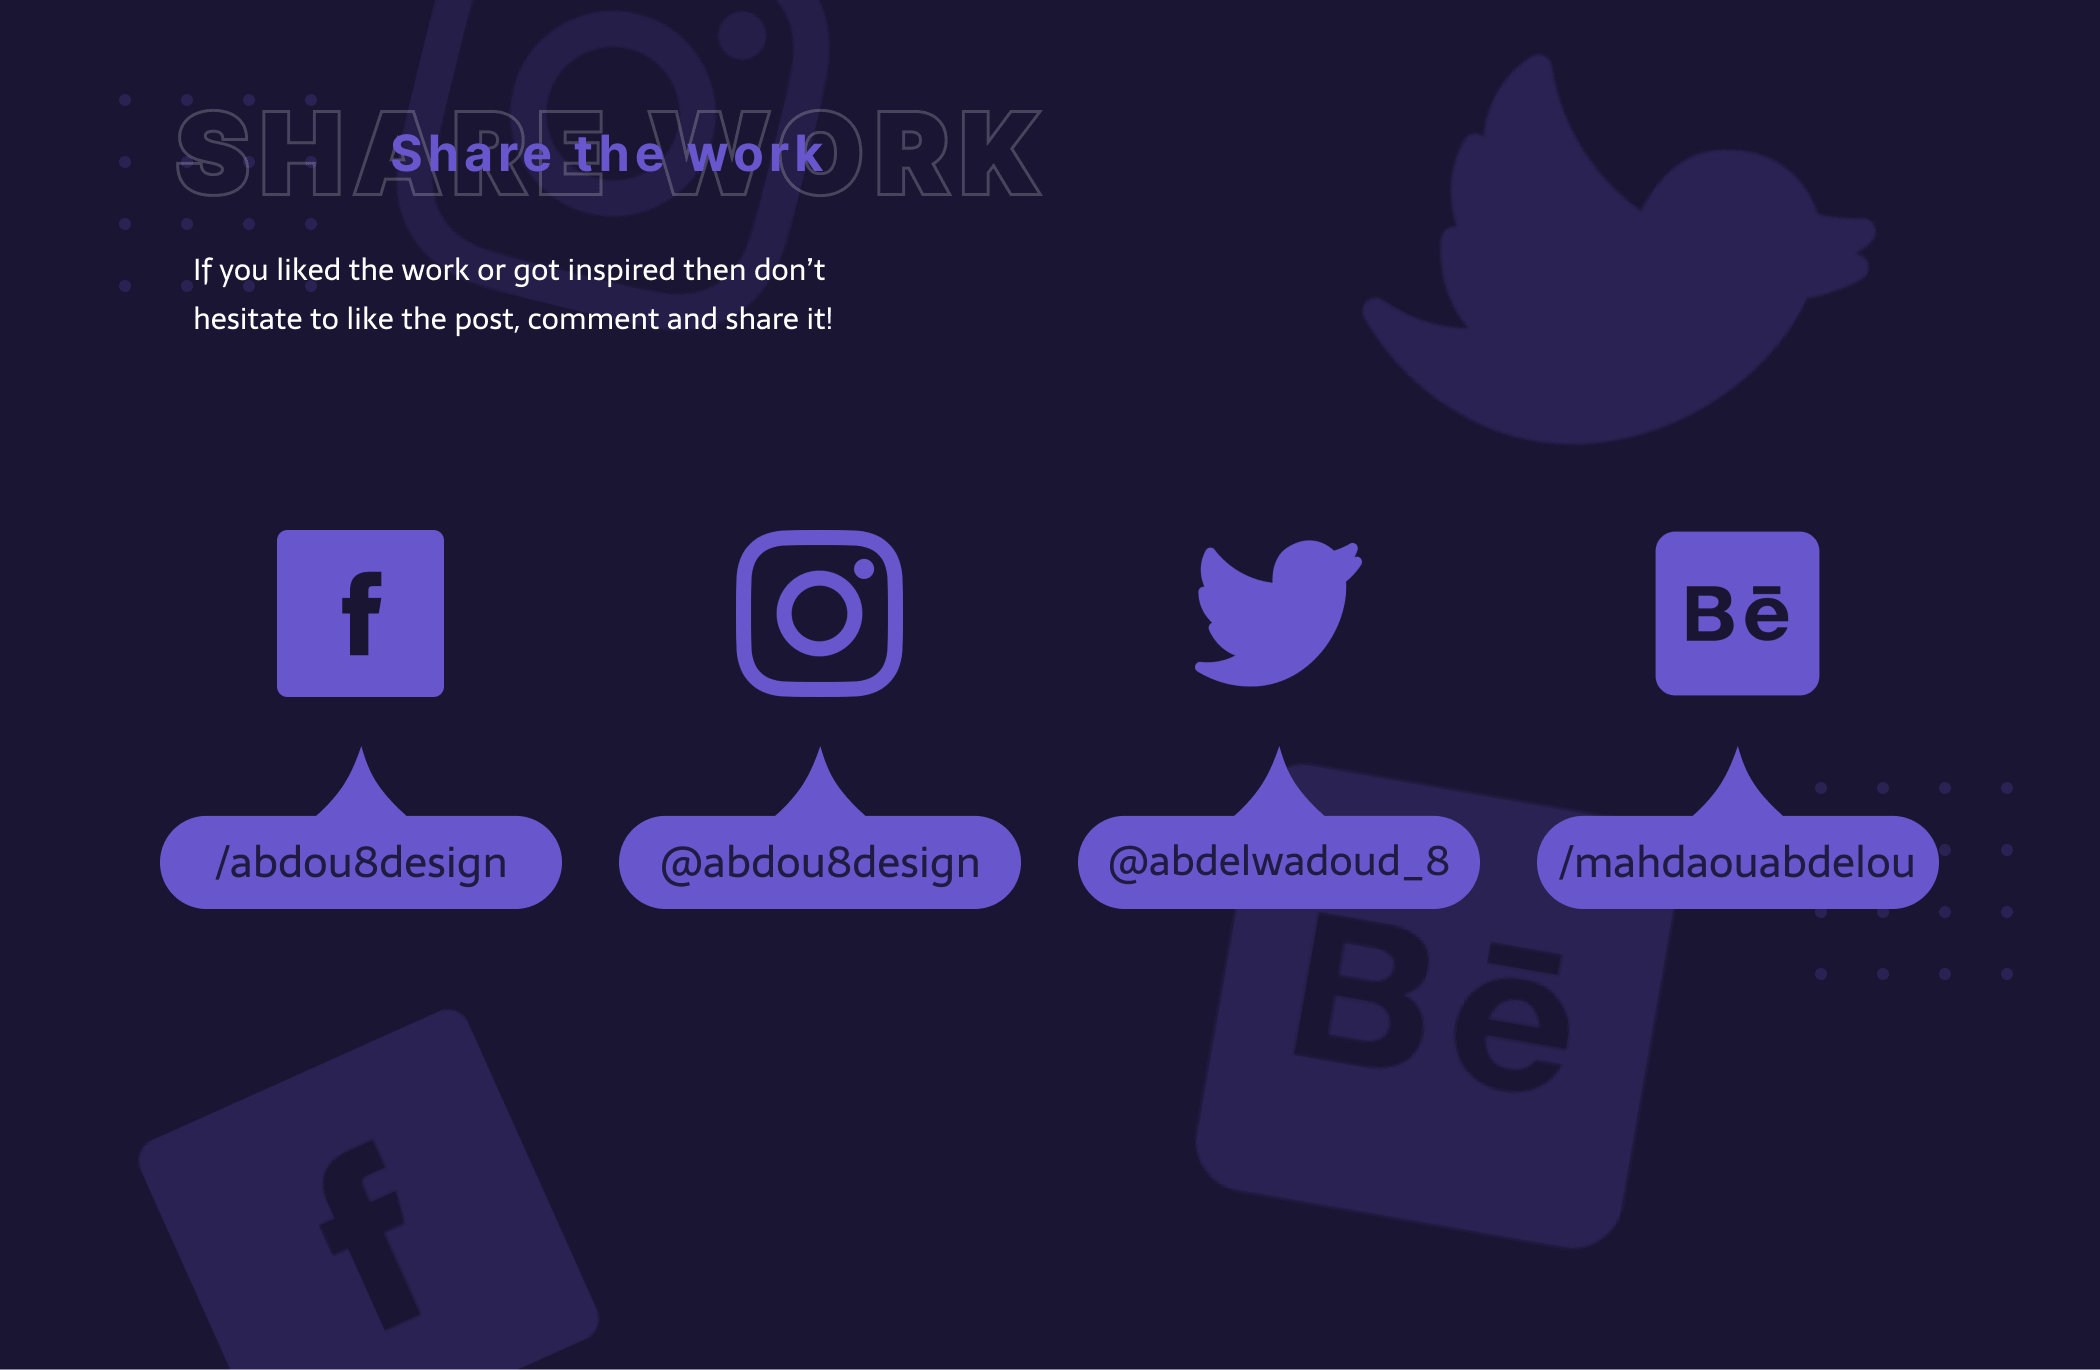 SHARE WORK
Share the work
If you liked the work or got inspired then don’t
hesitate to like the post, comment and share it!
f
Bē
/abdou8design
@abdou8design
@abdelwadoud_8
/mahdaouabdelou
Bē
f